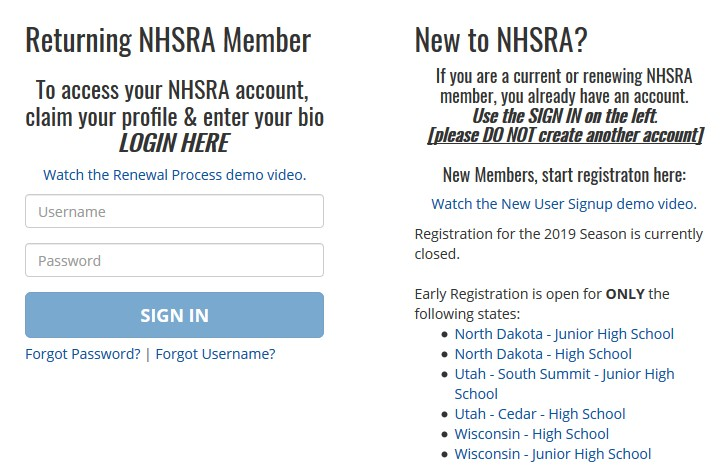 Returning NHSRA Member
To access your NHSRA account,
claim your profile & enter your bio
LOGIN HERE
Watch the Renewal Process demo video.
Username
Password
SIGN IN
Forgot Password? | Forgot Username?
New to NHSRA?
If you are a current or renewing NHSRA
member, you already have an account.
Use the SIGN IN on the left.
[please DO NOT create another account]
New Members, start registraton here:
Watch the New User Signup demo video.
Registration for the 2019 Season is currently
closed.
Early Registration is open for ONLY the
following states:
• North Dakota - Junior High School
• North Dakota - High School
• Utah - South Summit - Junior High
School
• Utah - Cedar - High School
• Wisconsin - High School
• Wisconsin - Junior High School